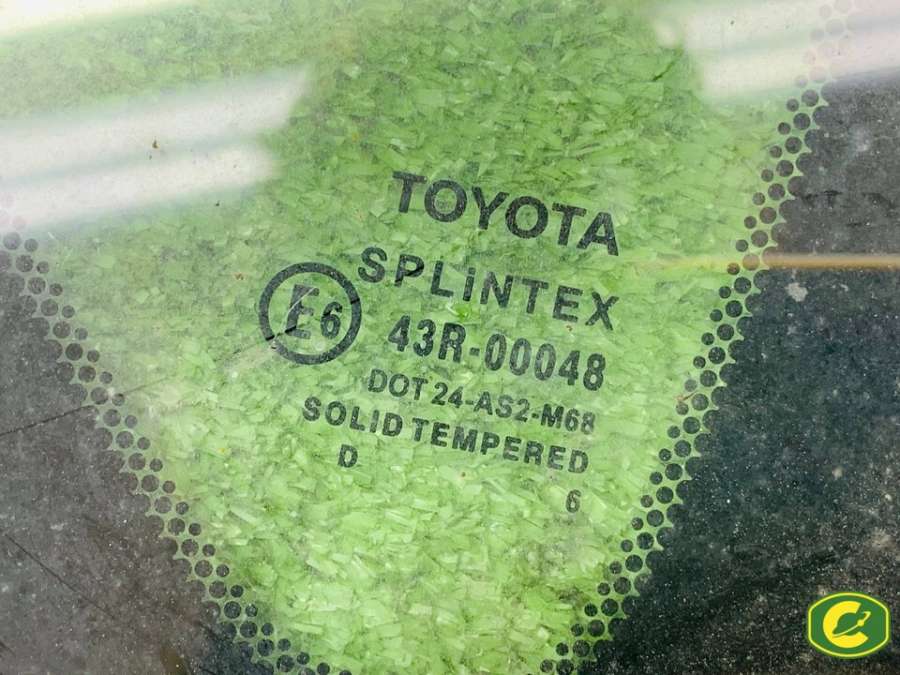 TOYOTA
SPLiNTEX
E6
43R-00048
DOT 24-AS2-M68
SOLID TEMPERED
D
6